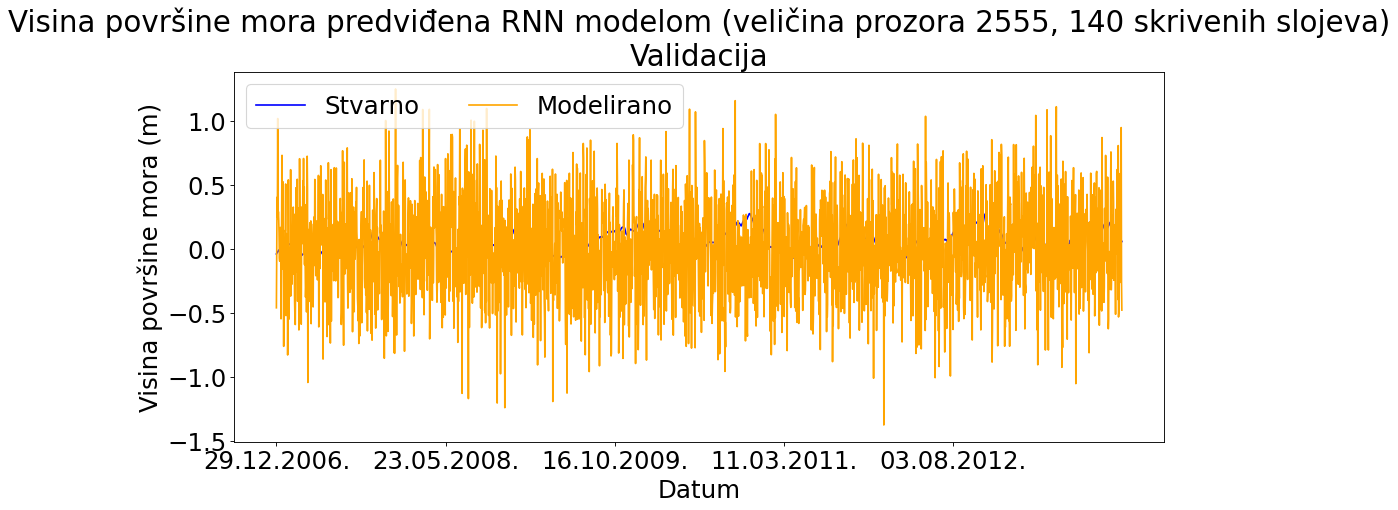 Visina površine mora predviđena RNN modelom (veličina prozora 2555, 140 skrivenih slojeva)
Validacija
Stvarno
Modelirano
Visina površine mora (m)
1.0
0.5
0.0
−0.5
−1.0
−1.5
29.12.2006.
23.05.2008.
16.10.2009.
11.03.2011.
03.08.2012.
Datum